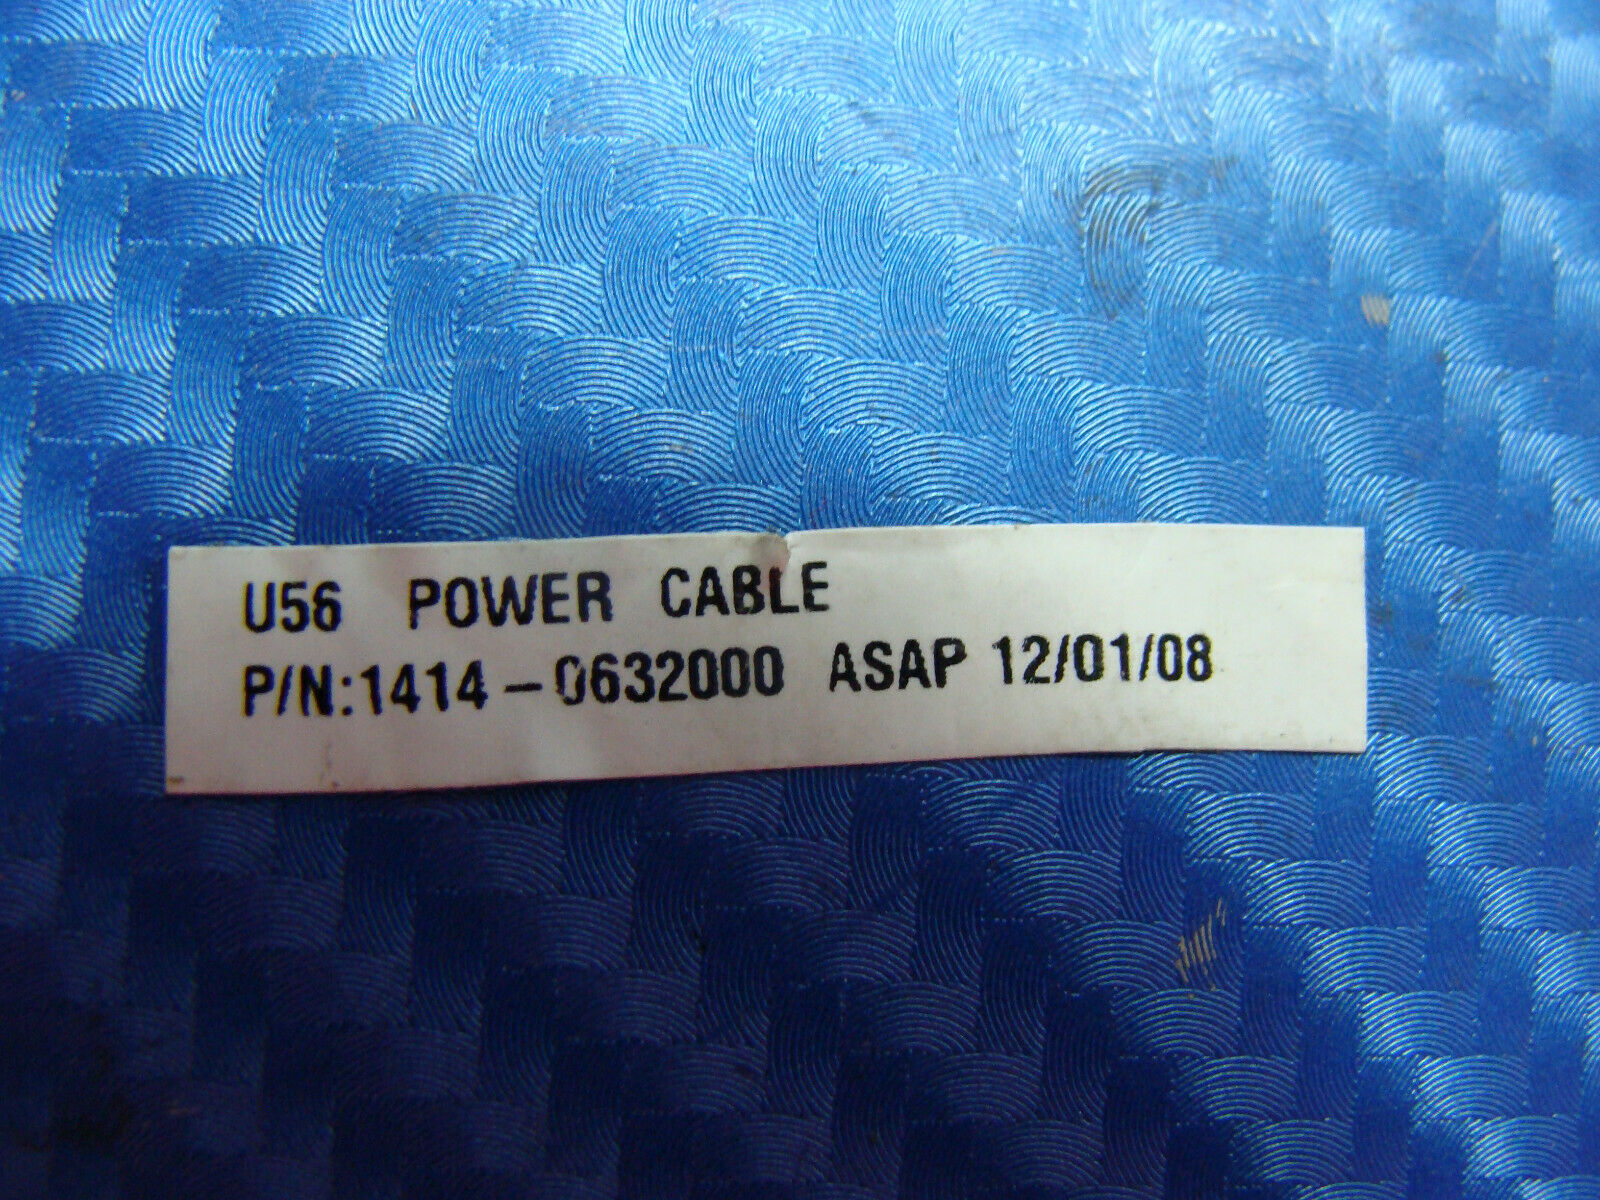 U56 POWER CABLE
P/N:1414-0632000 ASAP 12/01/08